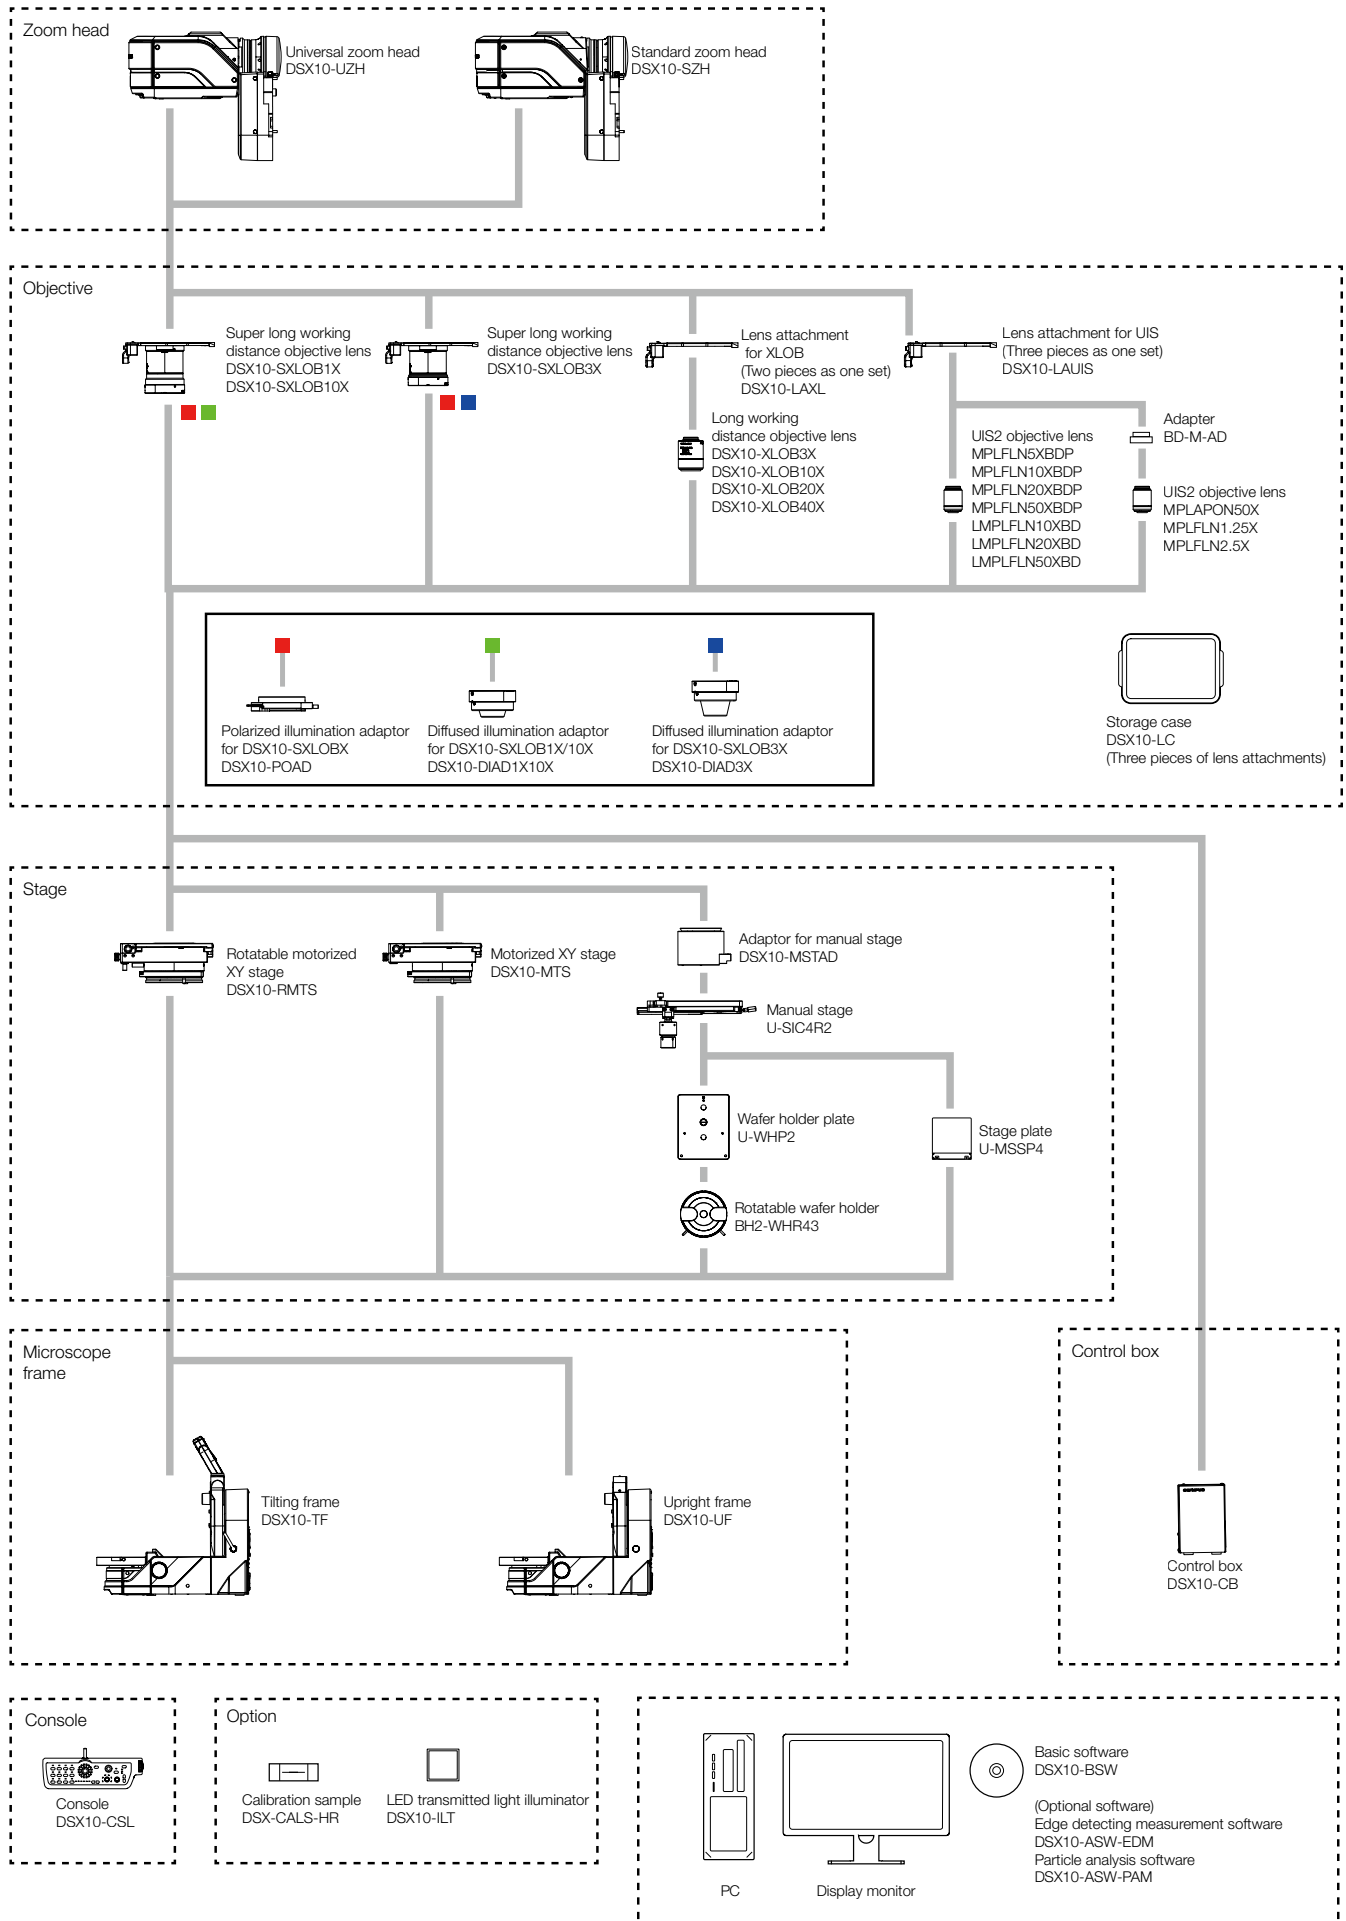 Zoom head
Universal zoom head
DSX10-UZH
Standard zoom head
DSX10-SZH
Objective
Super long working
distance objective lens
DSX10-SXLOB1X
DSX10-SXLOB10X
Super long working
distance objective lens
DSX10-SXLOB3X
Lens attachment
for XLOB
(Two pieces as one set)
DSX10-LAXL
Lens attachment for UIS
(Three pieces as one set)
DSX10-LAUIS
Long working
distance objective lens
DSX10-XLOB3X
DSX10-XLOB10X
DSX10-XLOB20X
DSX10-XLOB40X
UIS2 objective lens
MPLFLN5XBDP
MPLFLN10XBDP
MPLFLN20XBDP
MPLFLN50XBDP
LMPLFLN10XBD
LMPLFLN20XBD
LMPLFLN50XBD
Adapter
BD-M-AD
UIS2 objective lens
MPLAPON50X
MPLFLN1.25X
MPLFLN2.5X
Polarized illumination adaptor
for DSX10-SXLOBX
DSX10-POAD
Diffused illumination adaptor
for DSX10-SXLOB1X/10X
DSX10-DIAD1X10X
Diffused illumination adaptor
for DSX10-SXLOB3X
DSX10-DIAD3X
Storage case
DSX10-LC
(Three pieces of lens attachments)
Stage
Rotatable motorized
XY stage
DSX10-RMTS
Motorized XY stage
DSX10-MTS
Adaptor for manual stage
DSX10-MSTAD
Manual stage
U-SIC4R2
Wafer holder plate
U-WHP2
Stage plate
U-MSSP4
Rotatable wafer holder
BH2-WHR43
Microscope
frame
Tilting frame
DSX10-TF
Upright frame
DSX10-UF
Control box
OLYMPUS
Control box
DSX10-CB
Console
Console
DSX10-CSL
Option
Calibration sample
DSX-CALS-HR
LED transmitted light illuminator
DSX10-ILT
PC
Display monitor
Basic software
DSX10-BSW
(Optional software)
Edge detecting measurement software
DSX10-ASW-EDM
Particle analysis software
DSX10-ASW-PAM